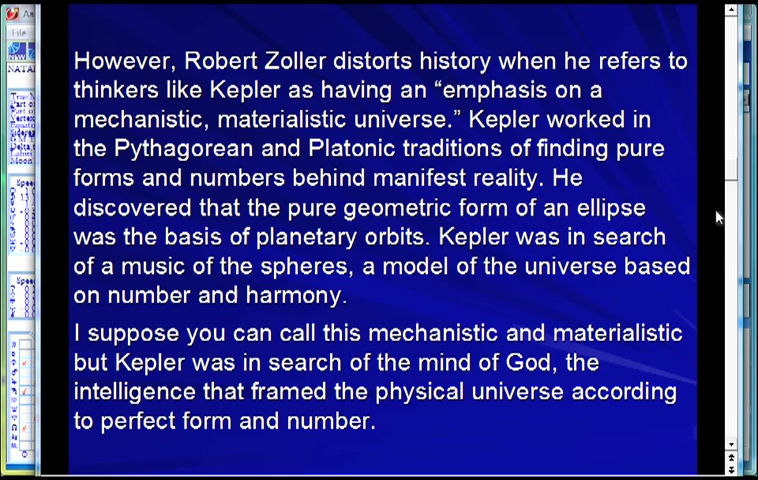 However, Robert Zoller distorts history when he refers to
thinkers like Kepler as having an “emphasis on a
mechanistic, materialistic universe.” Kepler worked in
the Pythagorean and Platonic traditions of finding pure
forms and numbers behind manifest reality. He
discovered that the pure geometric form of an ellipse
was the basis of planetary orbits. Kepler was in search
of a music of the spheres, a model of the universe based
on number and harmony.
I suppose you can call this mechanistic and materialistic
but Kepler was in search of the mind of God, the
intelligence that framed the physical universe according
to perfect form and number.
File
NATAL
Part of
Moon
Speed